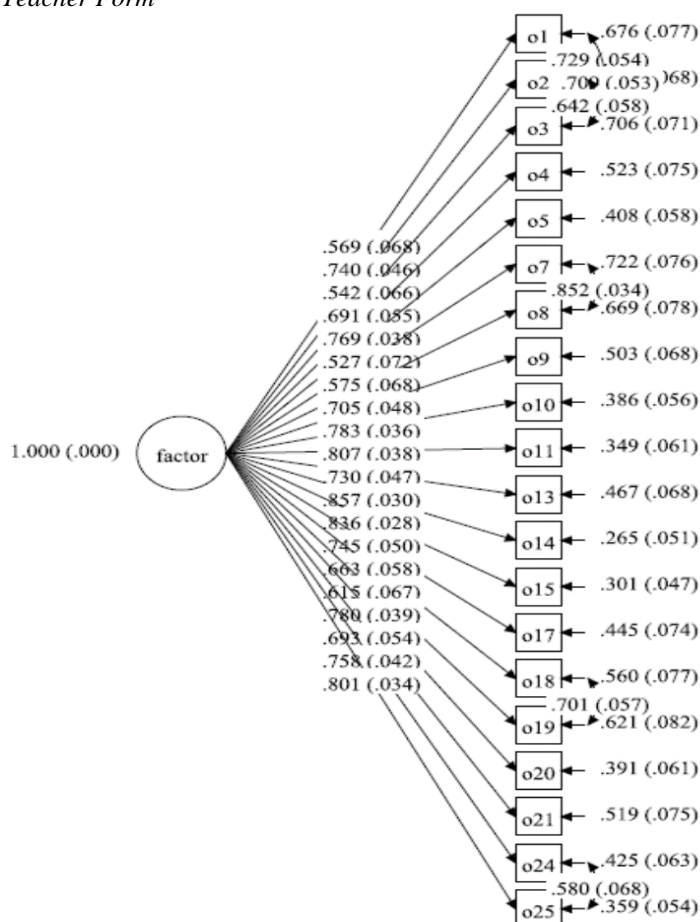 Teacher Form
o1 .676 (.077)
.729 (.054)
o2 .709 (.053) 068)
.642 (.058)
o3 .706 (.071)
o4 .523 (.075)
o5 .408 (.058)
.569 (.068)
o7 .722 (.076)
.740 (.046)
.852 (.034)
.542 (.066)
o8 .669 (.078)
.691 (.055)
.769 (.038)
o9 .503 (.068)
.527 (.072)
.575 (.068)
o10 .386 (.056)
.705 (.048)
.783 (.036)
1.000 (.000) factor
o11 .349 (.061)
.807 (.038)
.730 (.047)
o13 .467 (.068)
.857 (.030)
.836 (.028)
o14 .265 (.051)
.745 (.050)
.663 (.058)
o15 .301 (.047)
.615 (.067)
.780 (.039)
o17 .445 (.074)
.693 (.054)
.758 (.042)
o18 .560 (.077)
.801 (.034)
.701 (.057)
o19 .621 (.082)
o20 .391 (.061)
o21 .519 (.075)
o24 .425 (.063)
.580 (.068)
o25 .359 (.054)